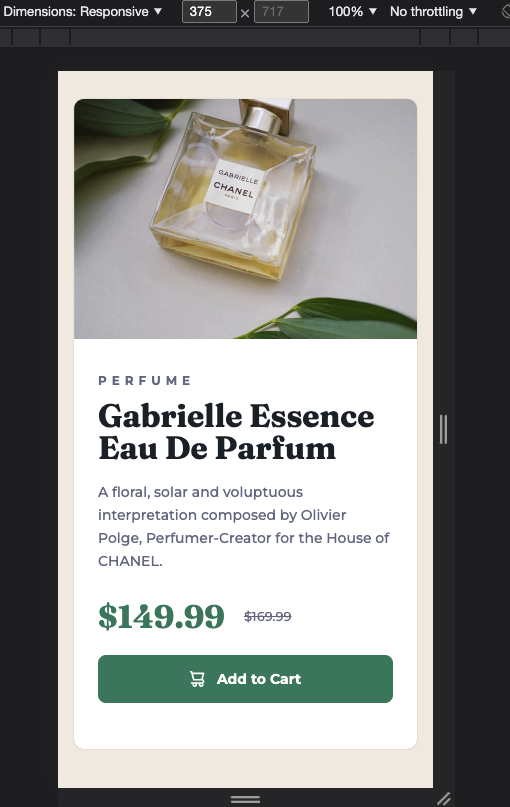 Dimensions: Responsive ▼ 375 × 717 100% ▼ No throttling ▼
GABRIELLE
CHANEL
PARIS
PERFUME
Gabrielle Essence
Eau De Parfum
A floral, solar and voluptuous
interpretation composed by Olivier
Polge, Perfumer-Creator for the House of
CHANEL.
$149.99 $169.99
Add to Cart